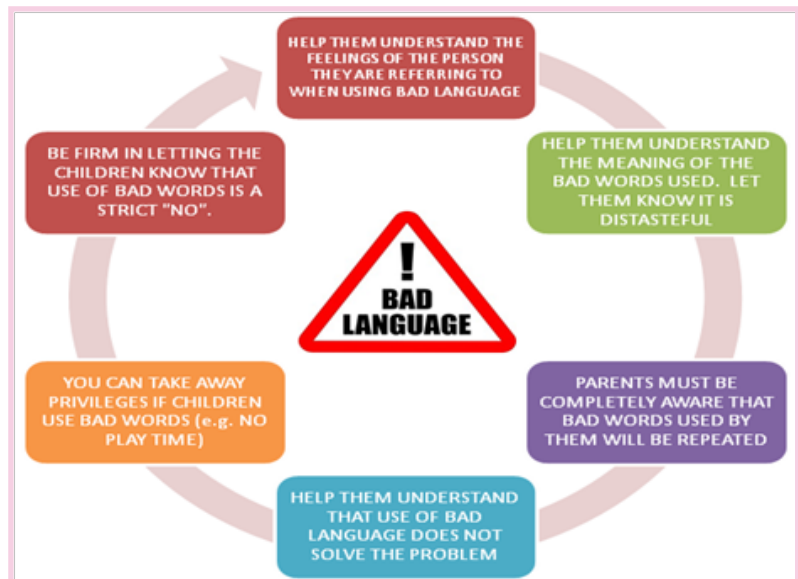 HELP THEM UNDERSTAND THE
FEELINGS OF THE PERSON
THEY ARE REFERRING TO
WHEN USING BAD LANGUAGE
HELP THEM UNDERSTAND
THE MEANING OF THE
BAD WORDS USED.  LET
THEM KNOW IT IS
DISTASTEFUL
PARENTS MUST BE
COMPLETELY AWARE THAT
BAD WORDS USED BY
THEM WILL BE REPEATED
HELP THEM UNDERSTAND
THAT USE OF BAD
LANGUAGE DOES NOT
SOLVE THE PROBLEM
YOU CAN TAKE AWAY
PRIVILEGES IF CHILDREN
USE BAD WORDS (e.g. NO
PLAY TIME)
BE FIRM IN LETTING THE
CHILDREN KNOW THAT
USE OF BAD WORDS IS A
STRICT "NO".
!
BAD
LANGUAGE